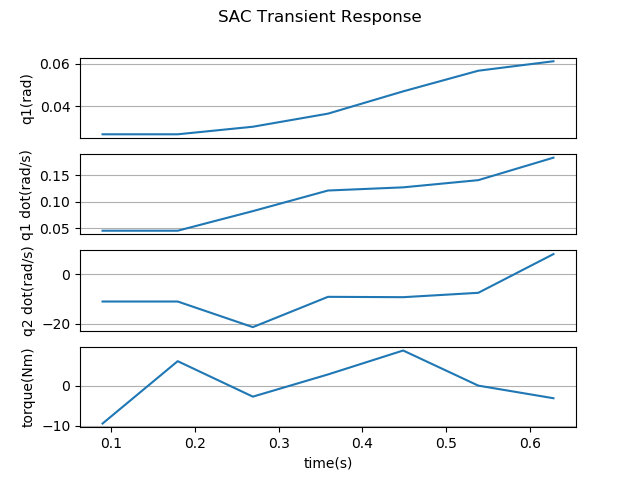 SAC Transient Response
q1(rad)
0.06
0.04
q1 dot(rad/s)
0.15
0.10
0.05
q2 dot(rad/s)
0
−20
torque(Nm)
0
−10
0.1 0.2 0.3 0.4 0.5 0.6
time(s)